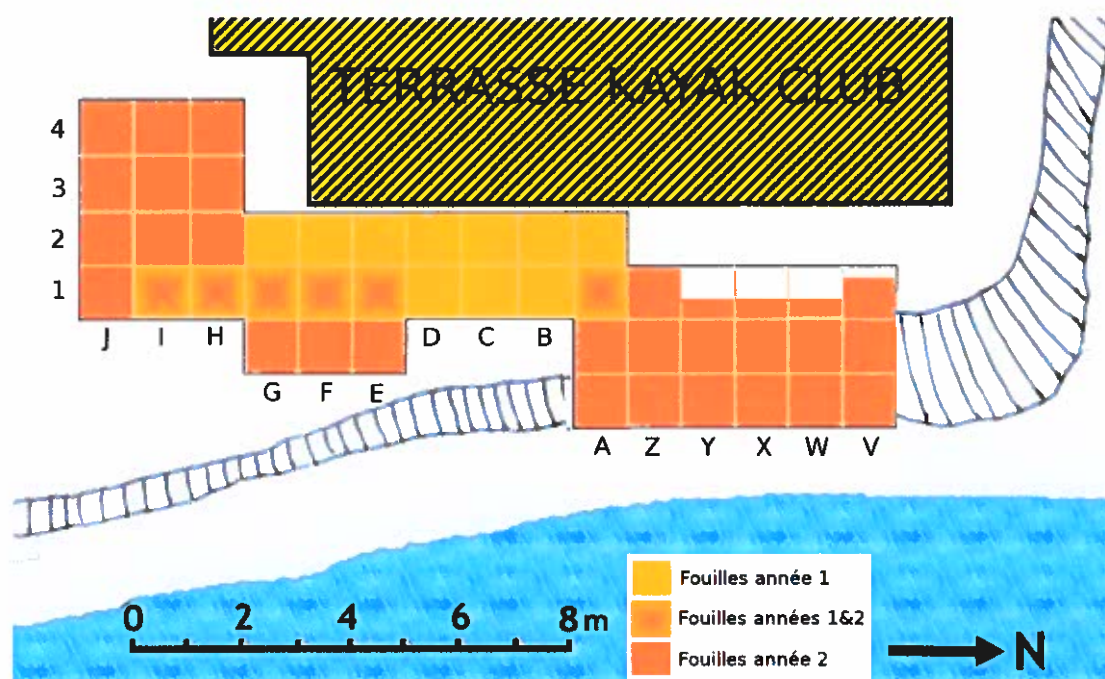 TERRASSE KAYAK CLUB
4
3
2
1
J I H D C B
G F E
A Z Y X W V
Fouilles année 1
Fouilles années 1&2
Fouilles année 2
0 2 4 6 8 m
N